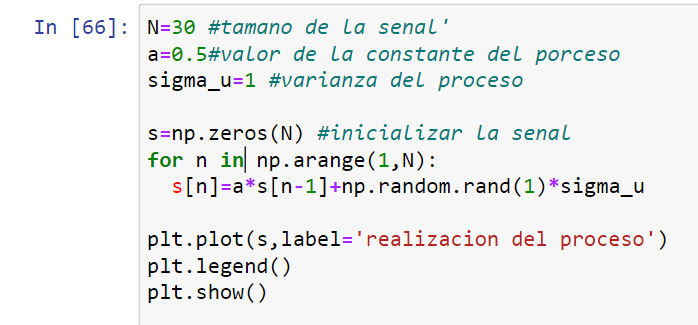 In [66]: N=30 #tamano de la senal'
a=0.5#valor de la constante del porceso
sigma_u=1 #varianza del proceso
s=np.zeros(N) #inicializar la senal
for n in np.arange(1,N):
s[n]=a*s[n-1]+np.random.rand(1)*sigma_u
plt.plot(s,label='realizacion del proceso')
plt.legend()
plt.show()